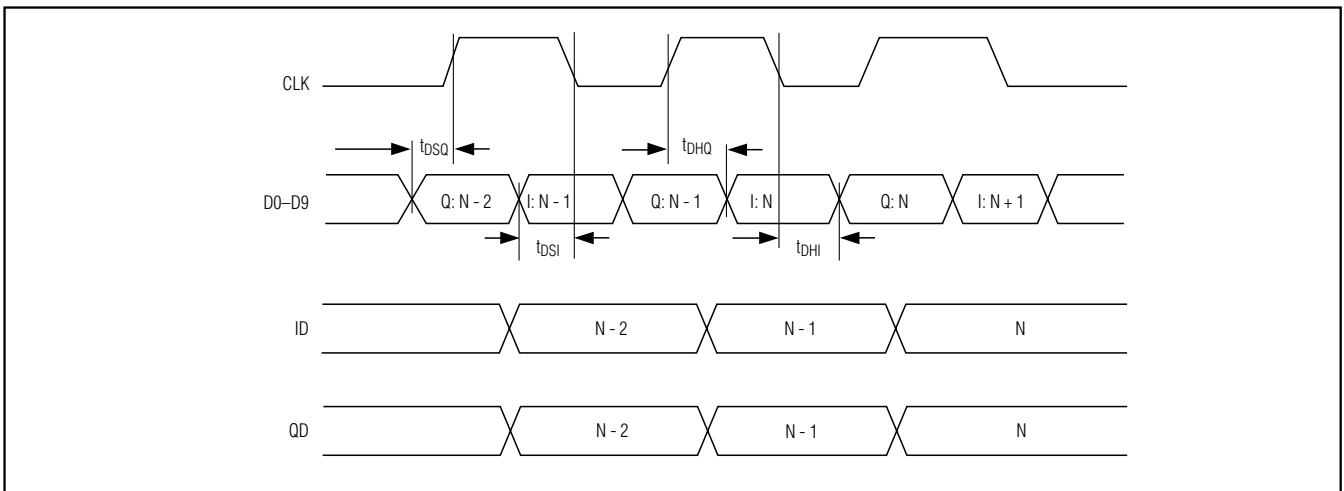 CLK
tDSQ
tDHQ
D0–D9
Q: N - 2
I: N - 1
Q: N - 1
I: N
Q: N
I: N + 1
tDSI
tDHI
ID
N - 2
N - 1
N
QD
N - 2
N - 1
N